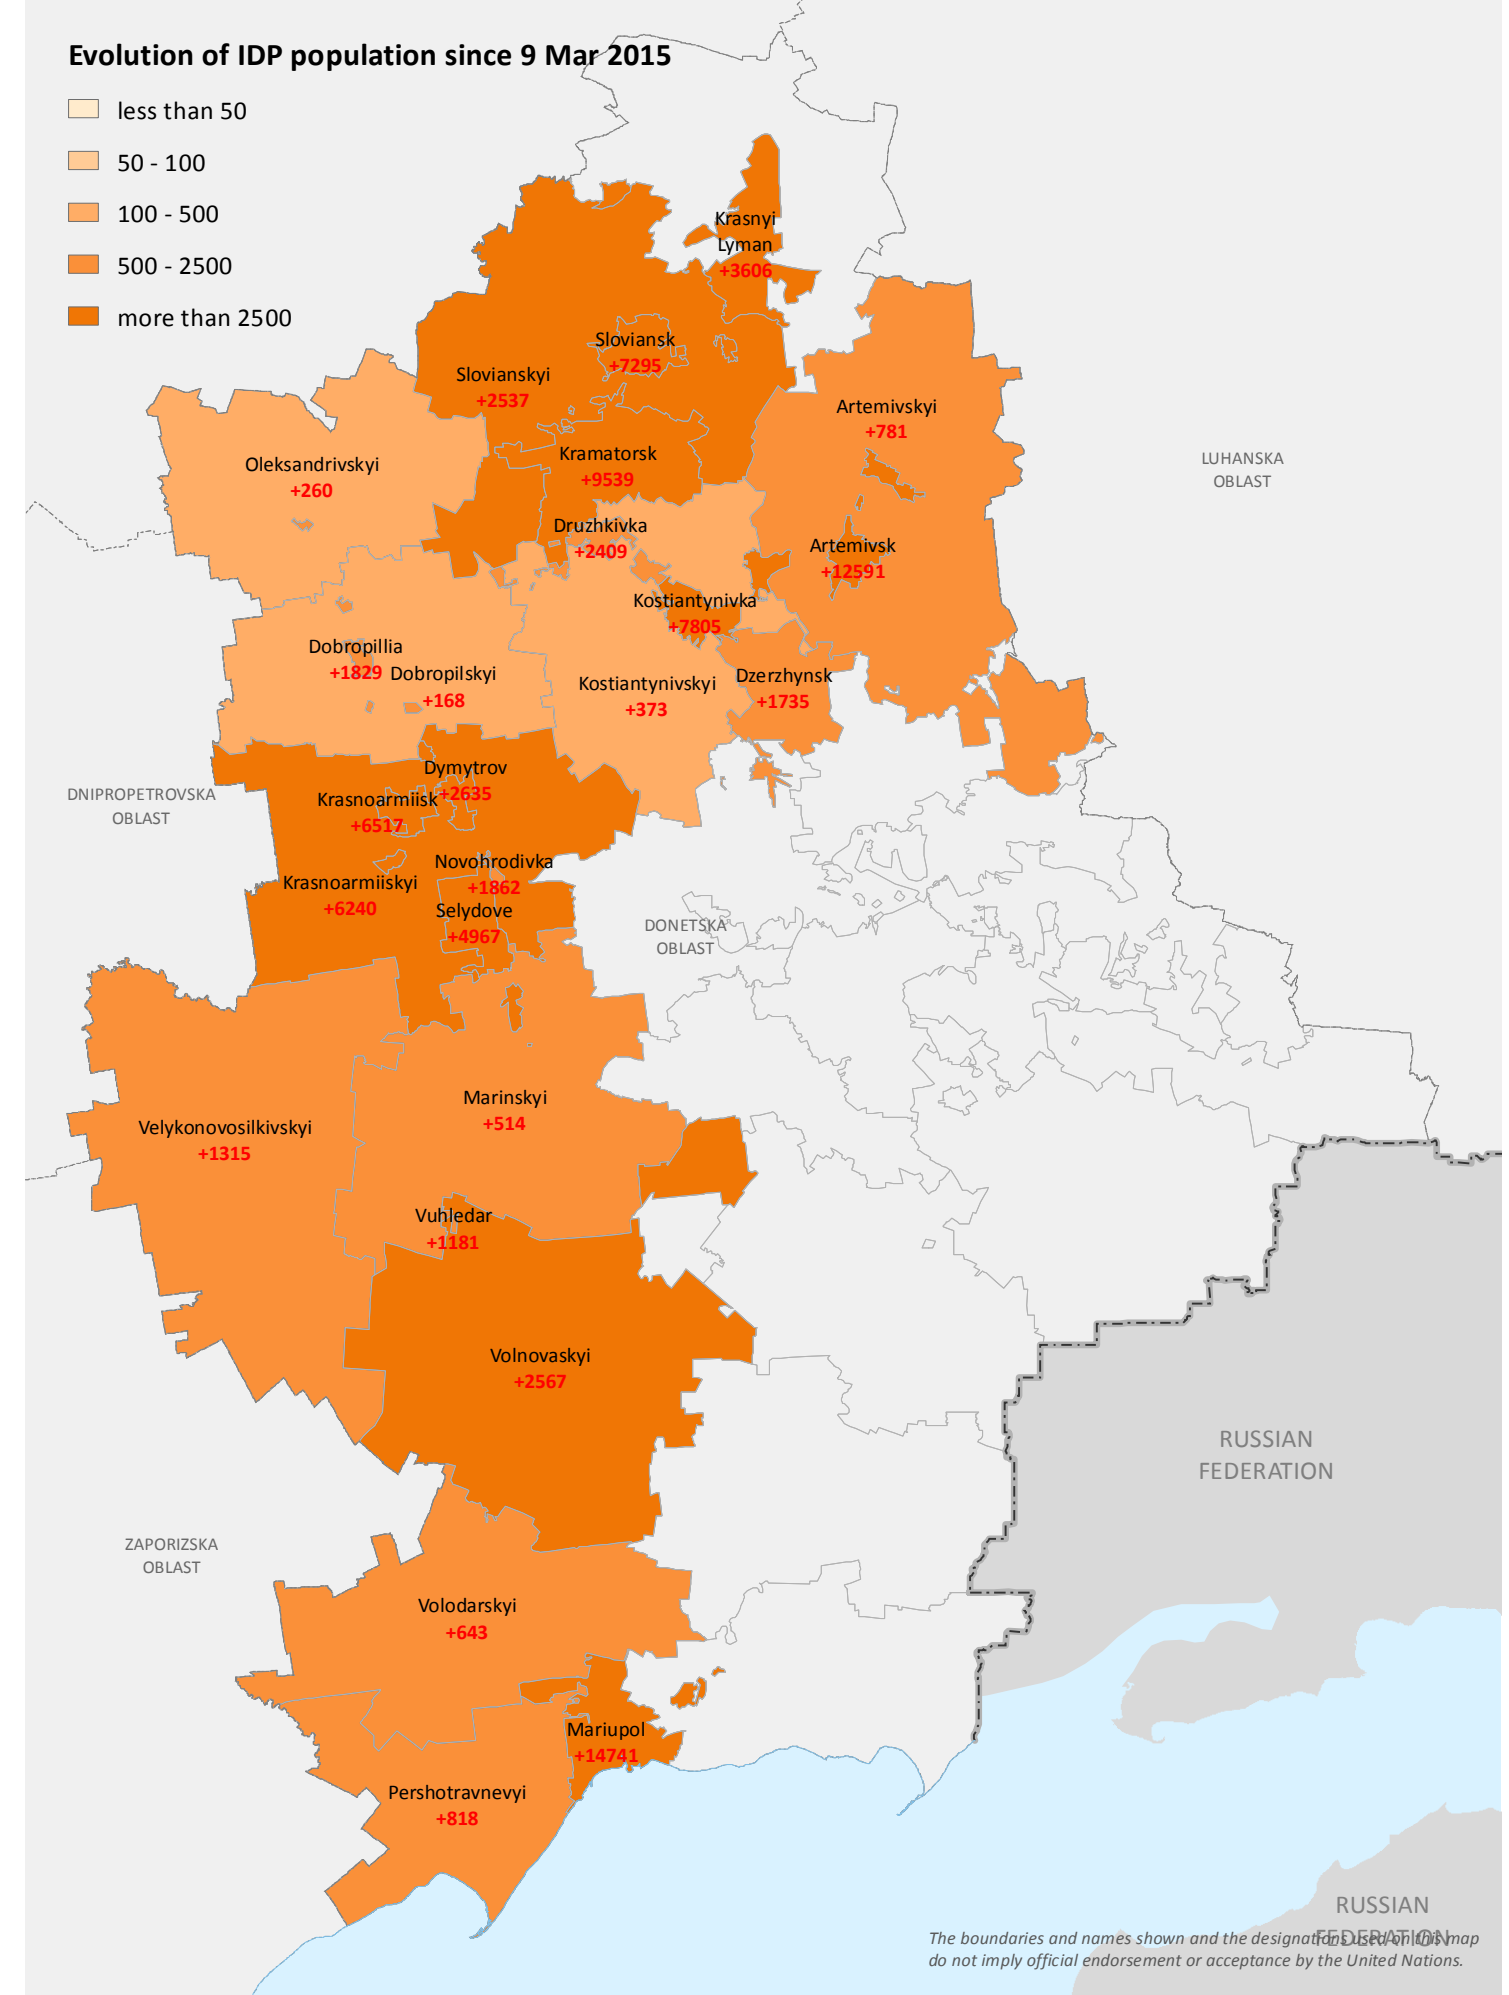 Evolution of IDP population since 9 Mar 2015
less than 50
50 - 100
100 - 500
500 - 2500
more than 2500
Krasnyi
Lyman
+3606
Sloviansk
+7295
Slovianskyi
+2537
Artemivskyi
+781
Oleksandrivskyi
+260
Kramatorsk
+9539
LUHANSKA
OBLAST
Druzhkivka
+2409
Artemivsk
+12591
Kostiantynivka
+7805
Dobropillia
+1829
Dobropilskyi
+168
Kostiantynivskyi
+373
Dzerzhynsk
+1735
Dymytrov
+2635
DNIPROPETROVSKA
OBLAST
Krasnoarmiisk
+6517
Novohrodivka
+1862
Krasnoarmiiskyi
+6240
Selydove
+4967
DONETSKA
OBLAST
Marinskyi
+514
Velykonovosilkivskyi
+1315
Vuhledar
+1181
Volnovaskyi
+2567
RUSSIAN
FEDERATION
ZAPORIZSKA
OBLAST
Volodarskyi
+643
Mariupol
+14741
Pershotravnevyi
+818
RUSSIAN
FEDERATION
The boundaries and names shown and the designations used on this map
do not imply official endorsement or acceptance by the United Nations.